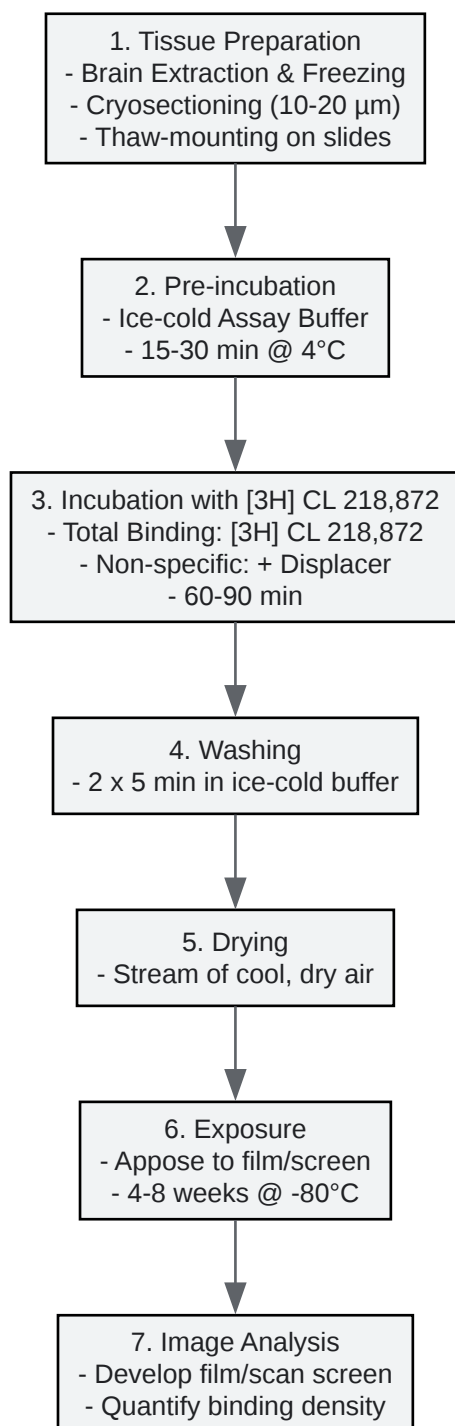 1. Tissue Preparation
- Brain Extraction & Freezing
- Cryosectioning (10-20 µm)
- Thaw-mounting on slides
2. Pre-incubation
- Ice-cold Assay Buffer
- 15-30 min @ 4°C
3. Incubation with [3H] CL 218,872
- Total Binding: [3H] CL 218,872
- Non-specific: + Displacer
- 60-90 min
4. Washing
- 2 x 5 min in ice-cold buffer
5. Drying
- Stream of cool, dry air
6. Exposure
- Appose to film/screen
- 4-8 weeks @ -80°C
7. Image Analysis
- Develop film/scan screen
- Quantify binding density